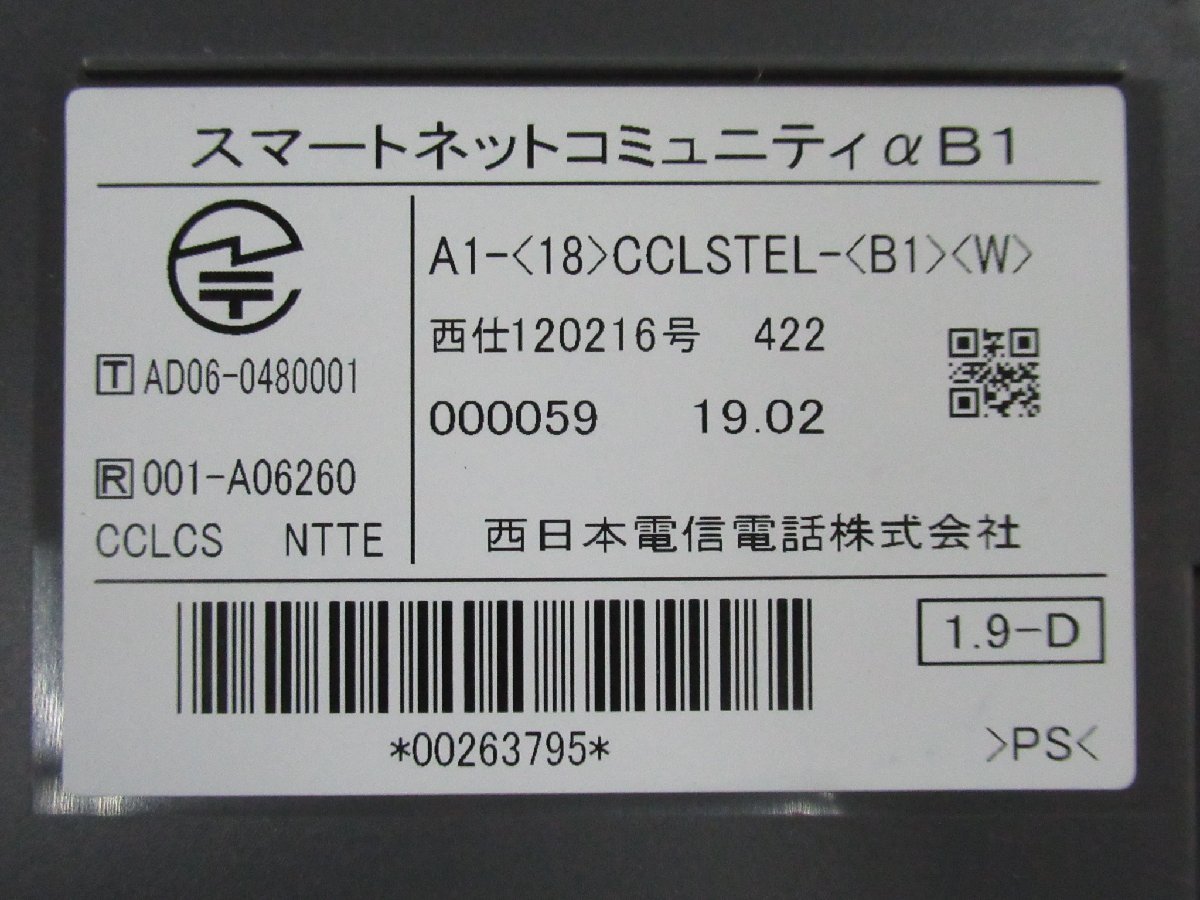 スマートネットコミュニティαB1
T AD06-0480001
R 001-A06260
CCLCS NTTE
A1-<18>CCLSTEL-<B1><W>
西仕120216号 422
000059 19.02
西日本電信電話株式会社
*00263795*
1.9-D
>PS<